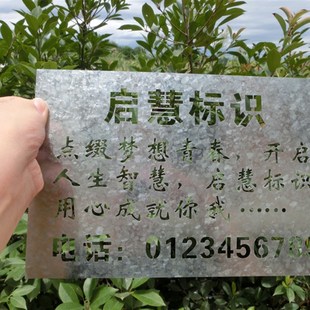 启慧标识
点缀梦想青春，开启
人生智慧，启慧标识
用心成就你我……
电话：012345678